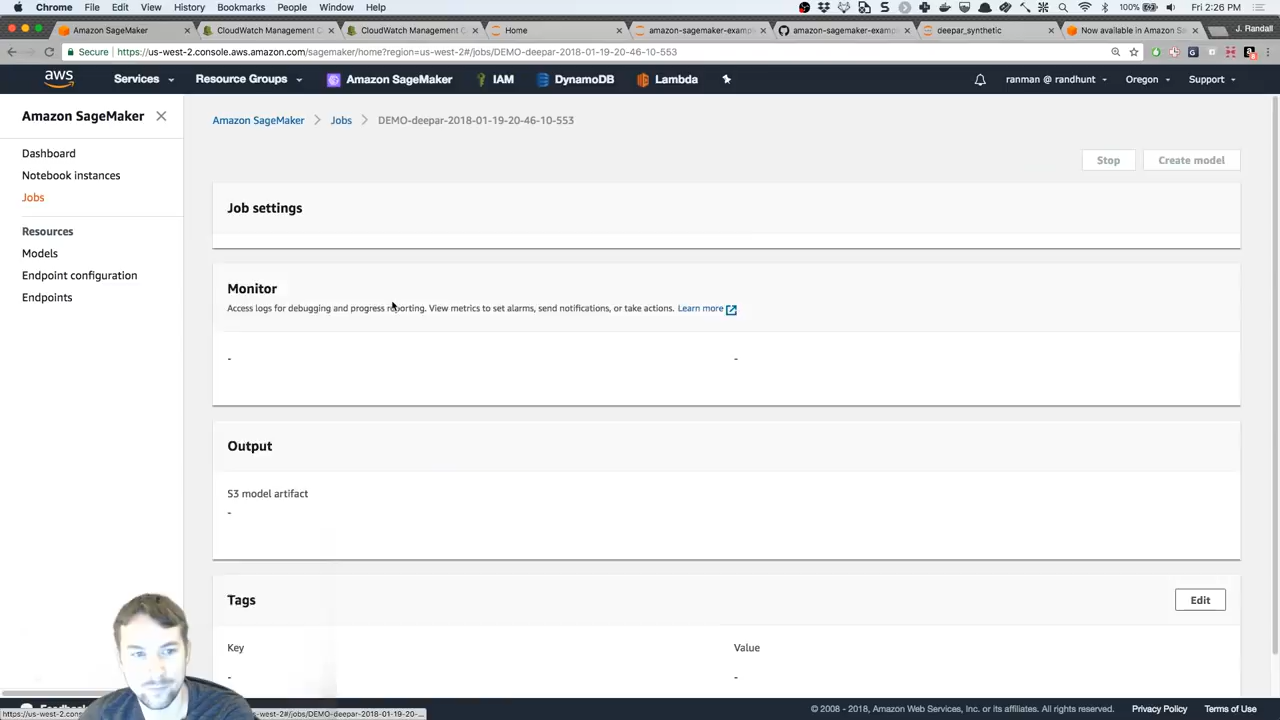 Chrome File Edit View History Bookmarks People Window Help 100% Fri 2:26 PM
Amazon SageMaker CloudWatch Management C CloudWatch Management C Home amazon-sagemaker-exampl amazon-sagemaker-exampl deepar_synthetic Now available in Amazon Sa J. Randall
Secure https://us-west-2.console.aws.amazon.com/sagemaker/home?region=us-west-2#/jobs/DEMO-deepar-2018-01-19-20-46-10-553
aws Services Resource Groups Amazon SageMaker IAM DynamoDB Lambda ranman @ randhunt Oregon Support
Amazon SageMaker
Dashboard
Notebook instances
Jobs
Resources
Models
Endpoint configuration
Endpoints
Amazon SageMaker > Jobs > DEMO-deepar-2018-01-19-20-46-10-553
Stop Create model
Job settings
Monitor
Access logs for debugging and progress reporting. View metrics to set alarms, send notifications, or take actions. Learn more
- -
Output
S3 model artifact
-
Tags
Edit
Key Value
- -
© 2008 - 2018, Amazon Web Services, Inc. or its affiliates. All rights reserved. Privacy Policy Terms of Use